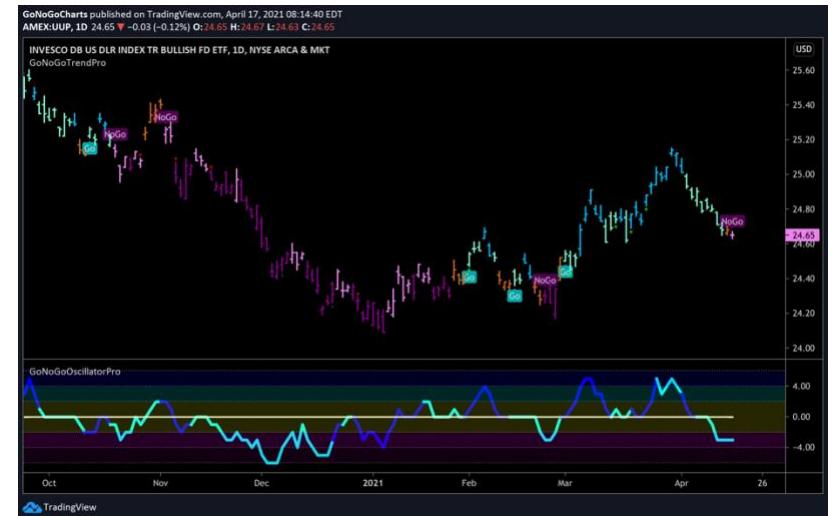 GoNoGoCharts published on TradingView.com, April 17, 2021 08:14:40 EDT
AMEX:UUP, 1D 24.65 ▼ −0.03 (−0.12%) O:24.65 H:24.67 L:24.63 C:24.65
INVESCO DB US DLR INDEX TR BULLISH FD ETF, 1D, NYSE ARCA & MKT
USD
GoNoGoTrendPro
25.60
25.40
NoGo
NoGo
25.20
Go
25.00
24.80
NoGo
24.65
24.60
Go
NoGo
Go
24.40
Go
24.20
24.00
GoNoGoOscillatorPro
4.00
0.00
−4.00
Oct Nov Dec 2021 Feb Mar Apr 26
TradingView